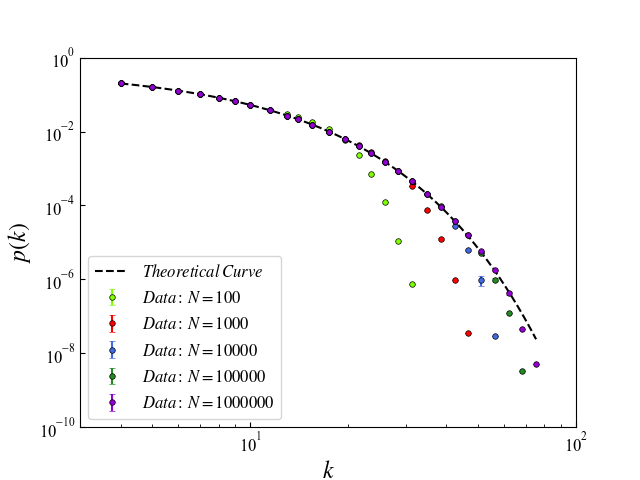 10^0
10^-2
10^-4
10^-6
10^-8
10^-10
p(k)
Theoretical Curve
Data: N = 100
Data: N = 1000
Data: N = 10000
Data: N = 100000
Data: N = 1000000
10^1
10^2
k